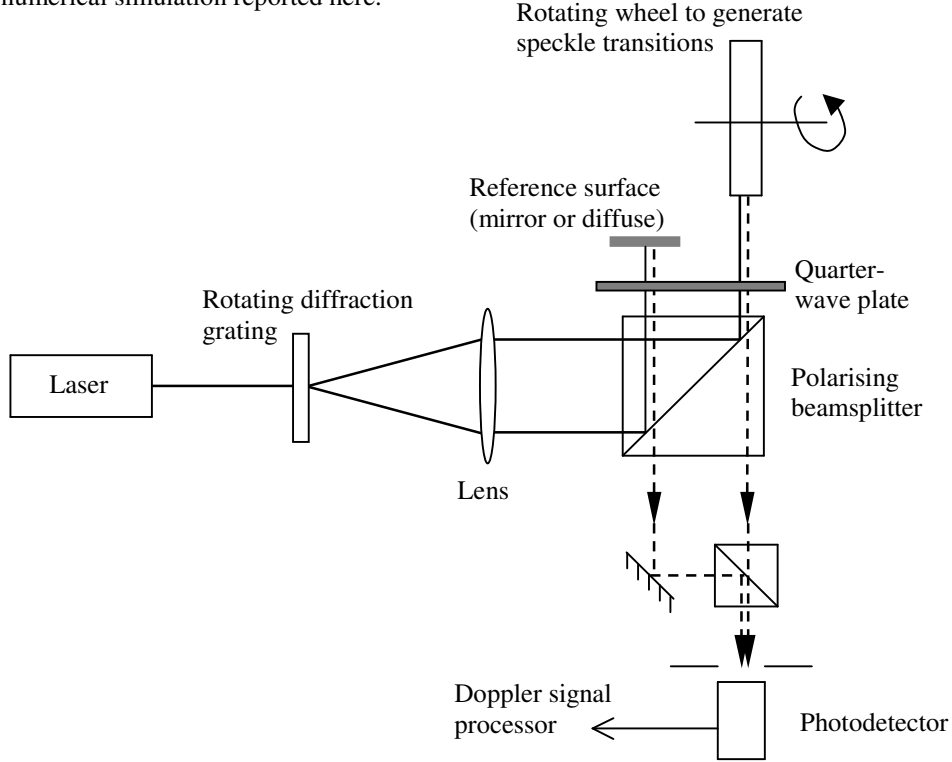 numerical simulation reported here.
Rotating wheel to generate
speckle transitions
Reference surface
(mirror or diffuse)
Quarter-
wave plate
Rotating diffraction
grating
Laser
Polarising
beamsplitter
Lens
Doppler signal
processor
Photodetector